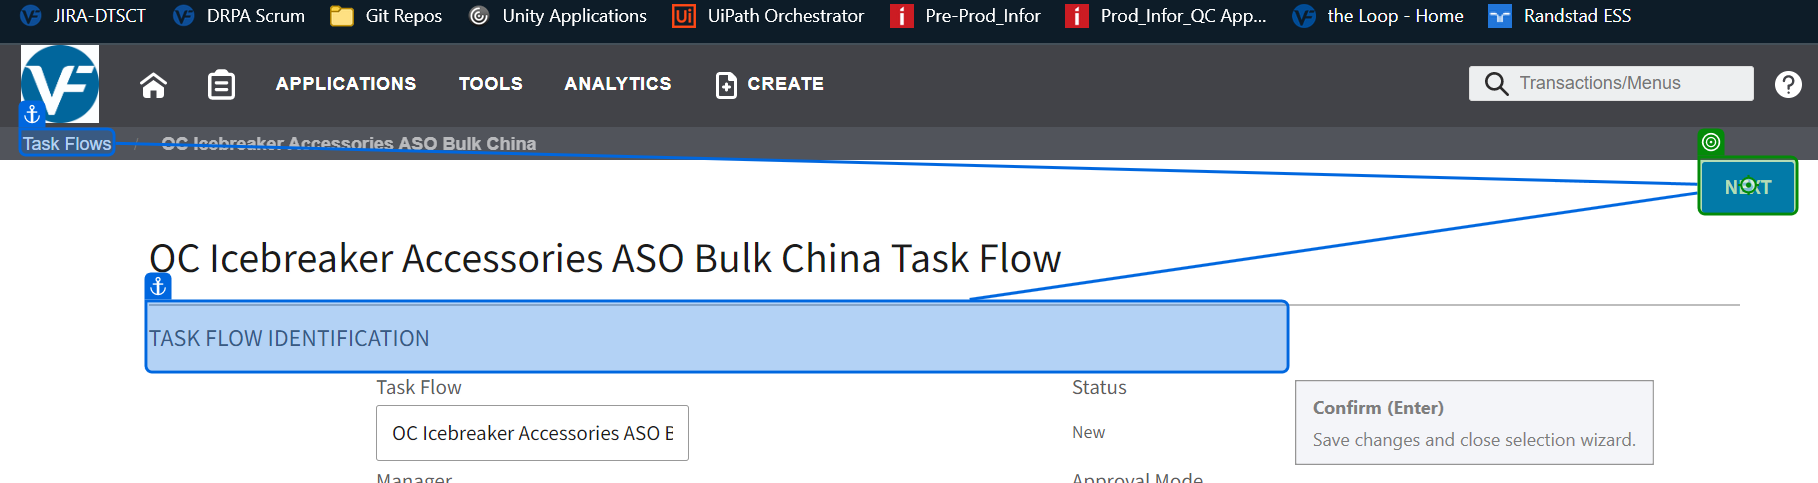 JIRA-DTSCT DRPA Scrum Git Repos Unity Applications UiPath Orchestrator Pre-Prod_Infor Prod_Infor_QC App... the Loop - Home Randstad ESS
VF APPLICATIONS TOOLS ANALYTICS CREATE Transactions/Menus ?
Task Flows / OC Icebreaker Accessories ASO Bulk China
NEXT
OC Icebreaker Accessories ASO Bulk China Task Flow
TASK FLOW IDENTIFICATION
Task Flow Status
Confirm (Enter)
OC Icebreaker Accessories ASO B New
Save changes and close selection wizard.
Manager Approval Mode